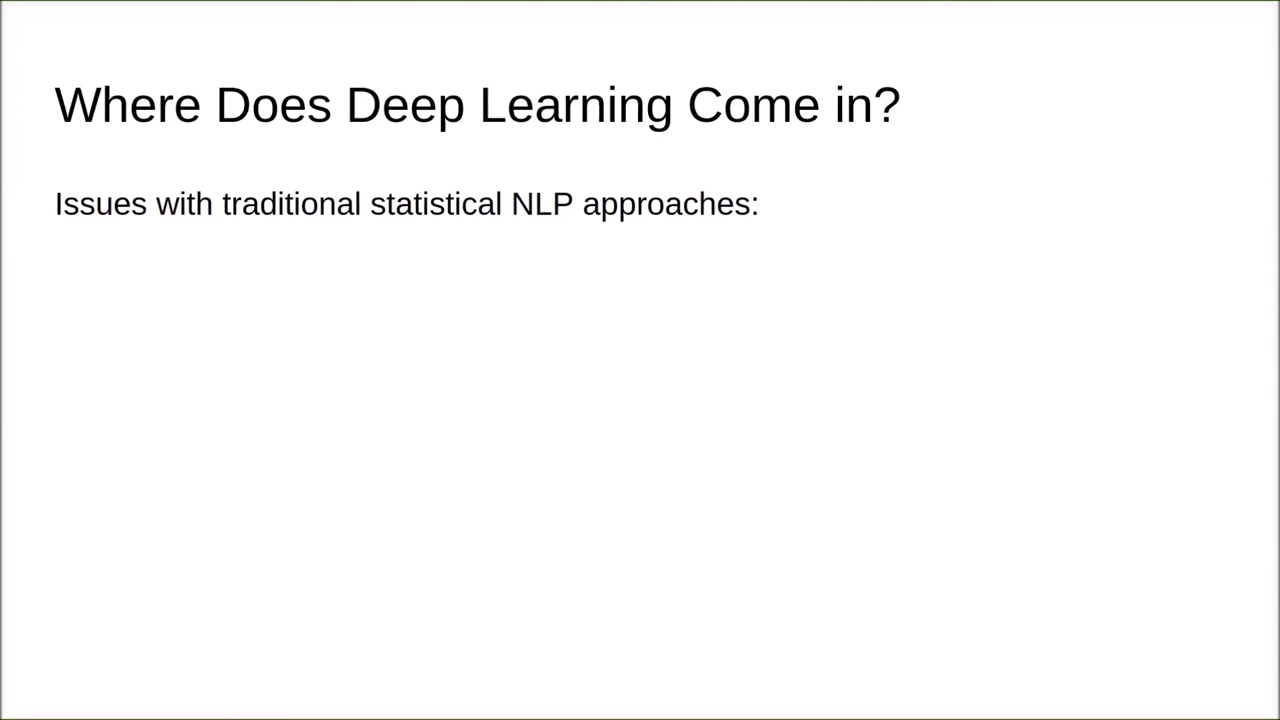 Where Does Deep Learning Come in?
Issues with traditional statistical NLP approaches: